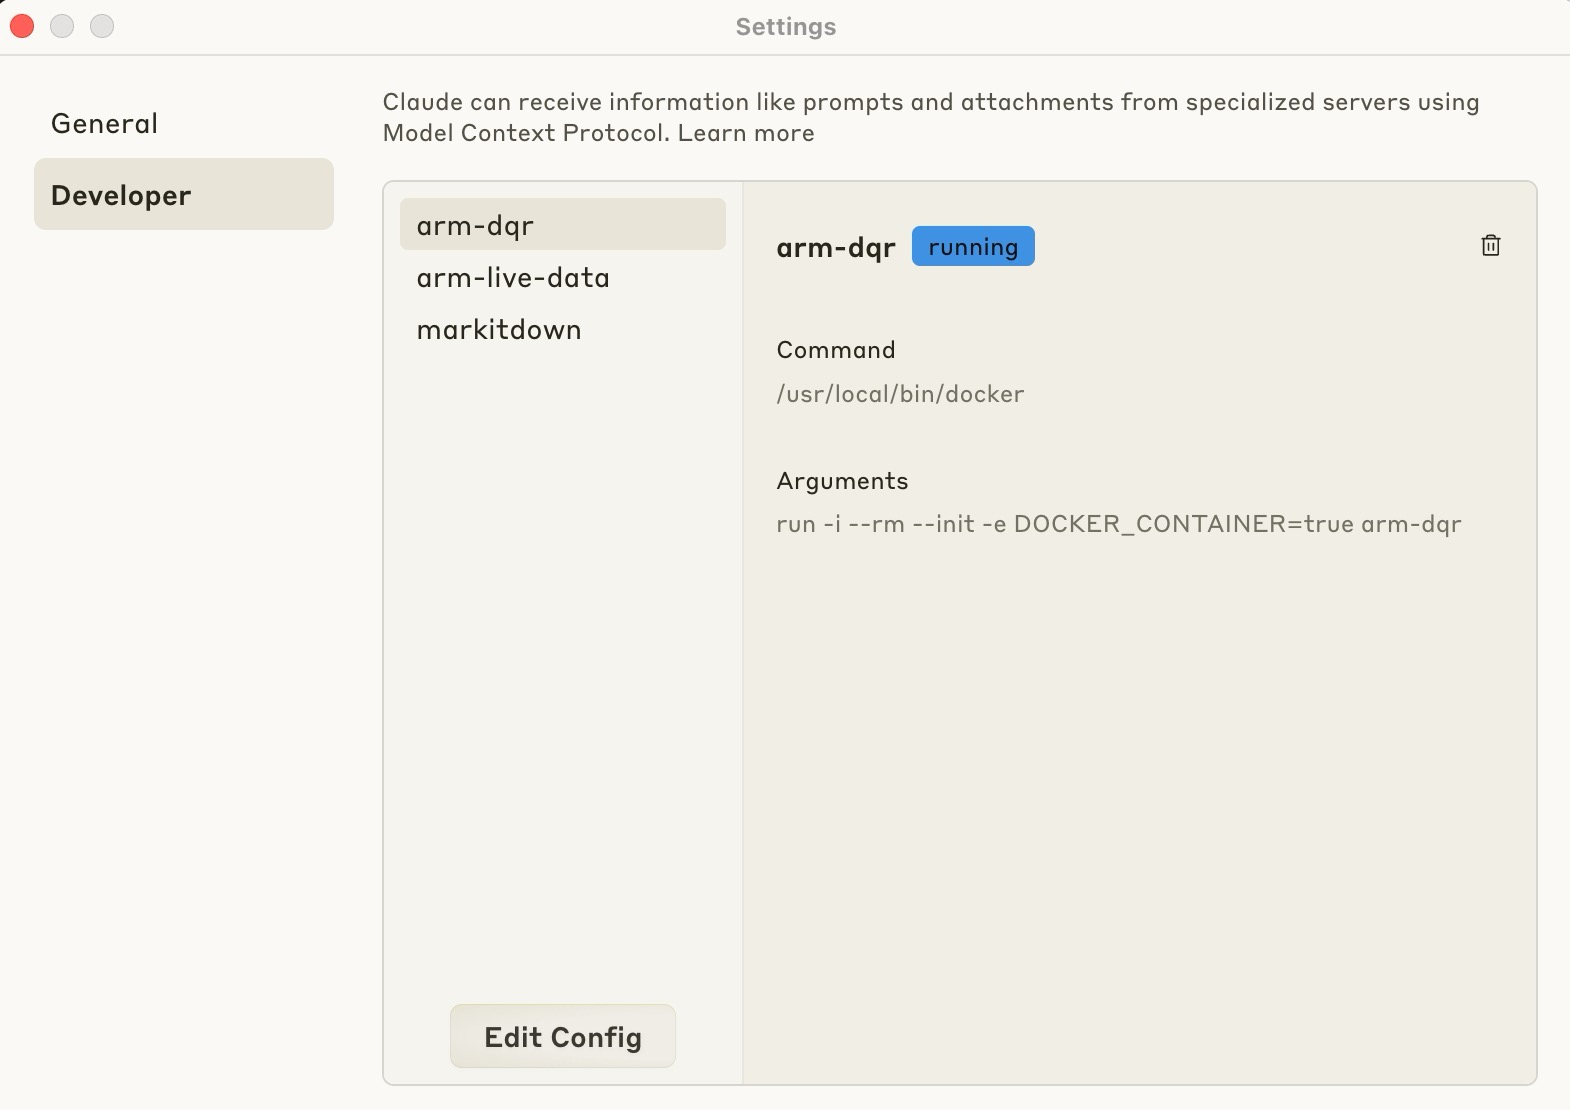 Settings
General
Developer
Claude can receive information like prompts and attachments from specialized servers using
Model Context Protocol. Learn more
arm-dqr
arm-live-data
markitdown
Edit Config
arm-dqr running
Command
/usr/local/bin/docker
Arguments
run -i --rm --init -e DOCKER_CONTAINER=true arm-dqr